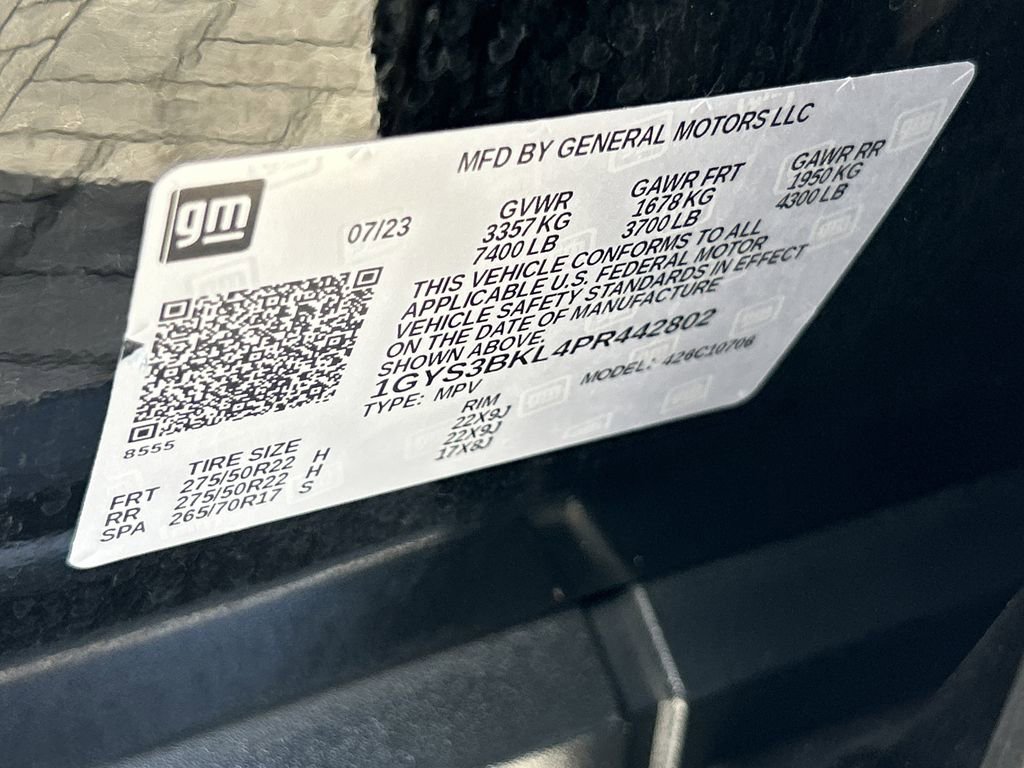 gm
MFD BY GENERAL MOTORS LLC
07/23
GVWR GAWR FRT GAWR RR
3357 KG 1678 KG 1950 KG
7400 LB 3700 LB 4300 LB
THIS VEHICLE CONFORMS TO ALL
APPLICABLE U.S. FEDERAL MOTOR
VEHICLE SAFETY STANDARDS IN EFFECT
ON THE DATE OF MANUFACTURE
SHOWN ABOVE.
1GYS3BKL4PR442802
TYPE: MPV MODEL: 426C10706
8555
TIRE SIZE RIM
FRT 275/50R22 H 22X9J
RR 275/50R22 H 22X9J
SPA 265/70R17 S 17X8J